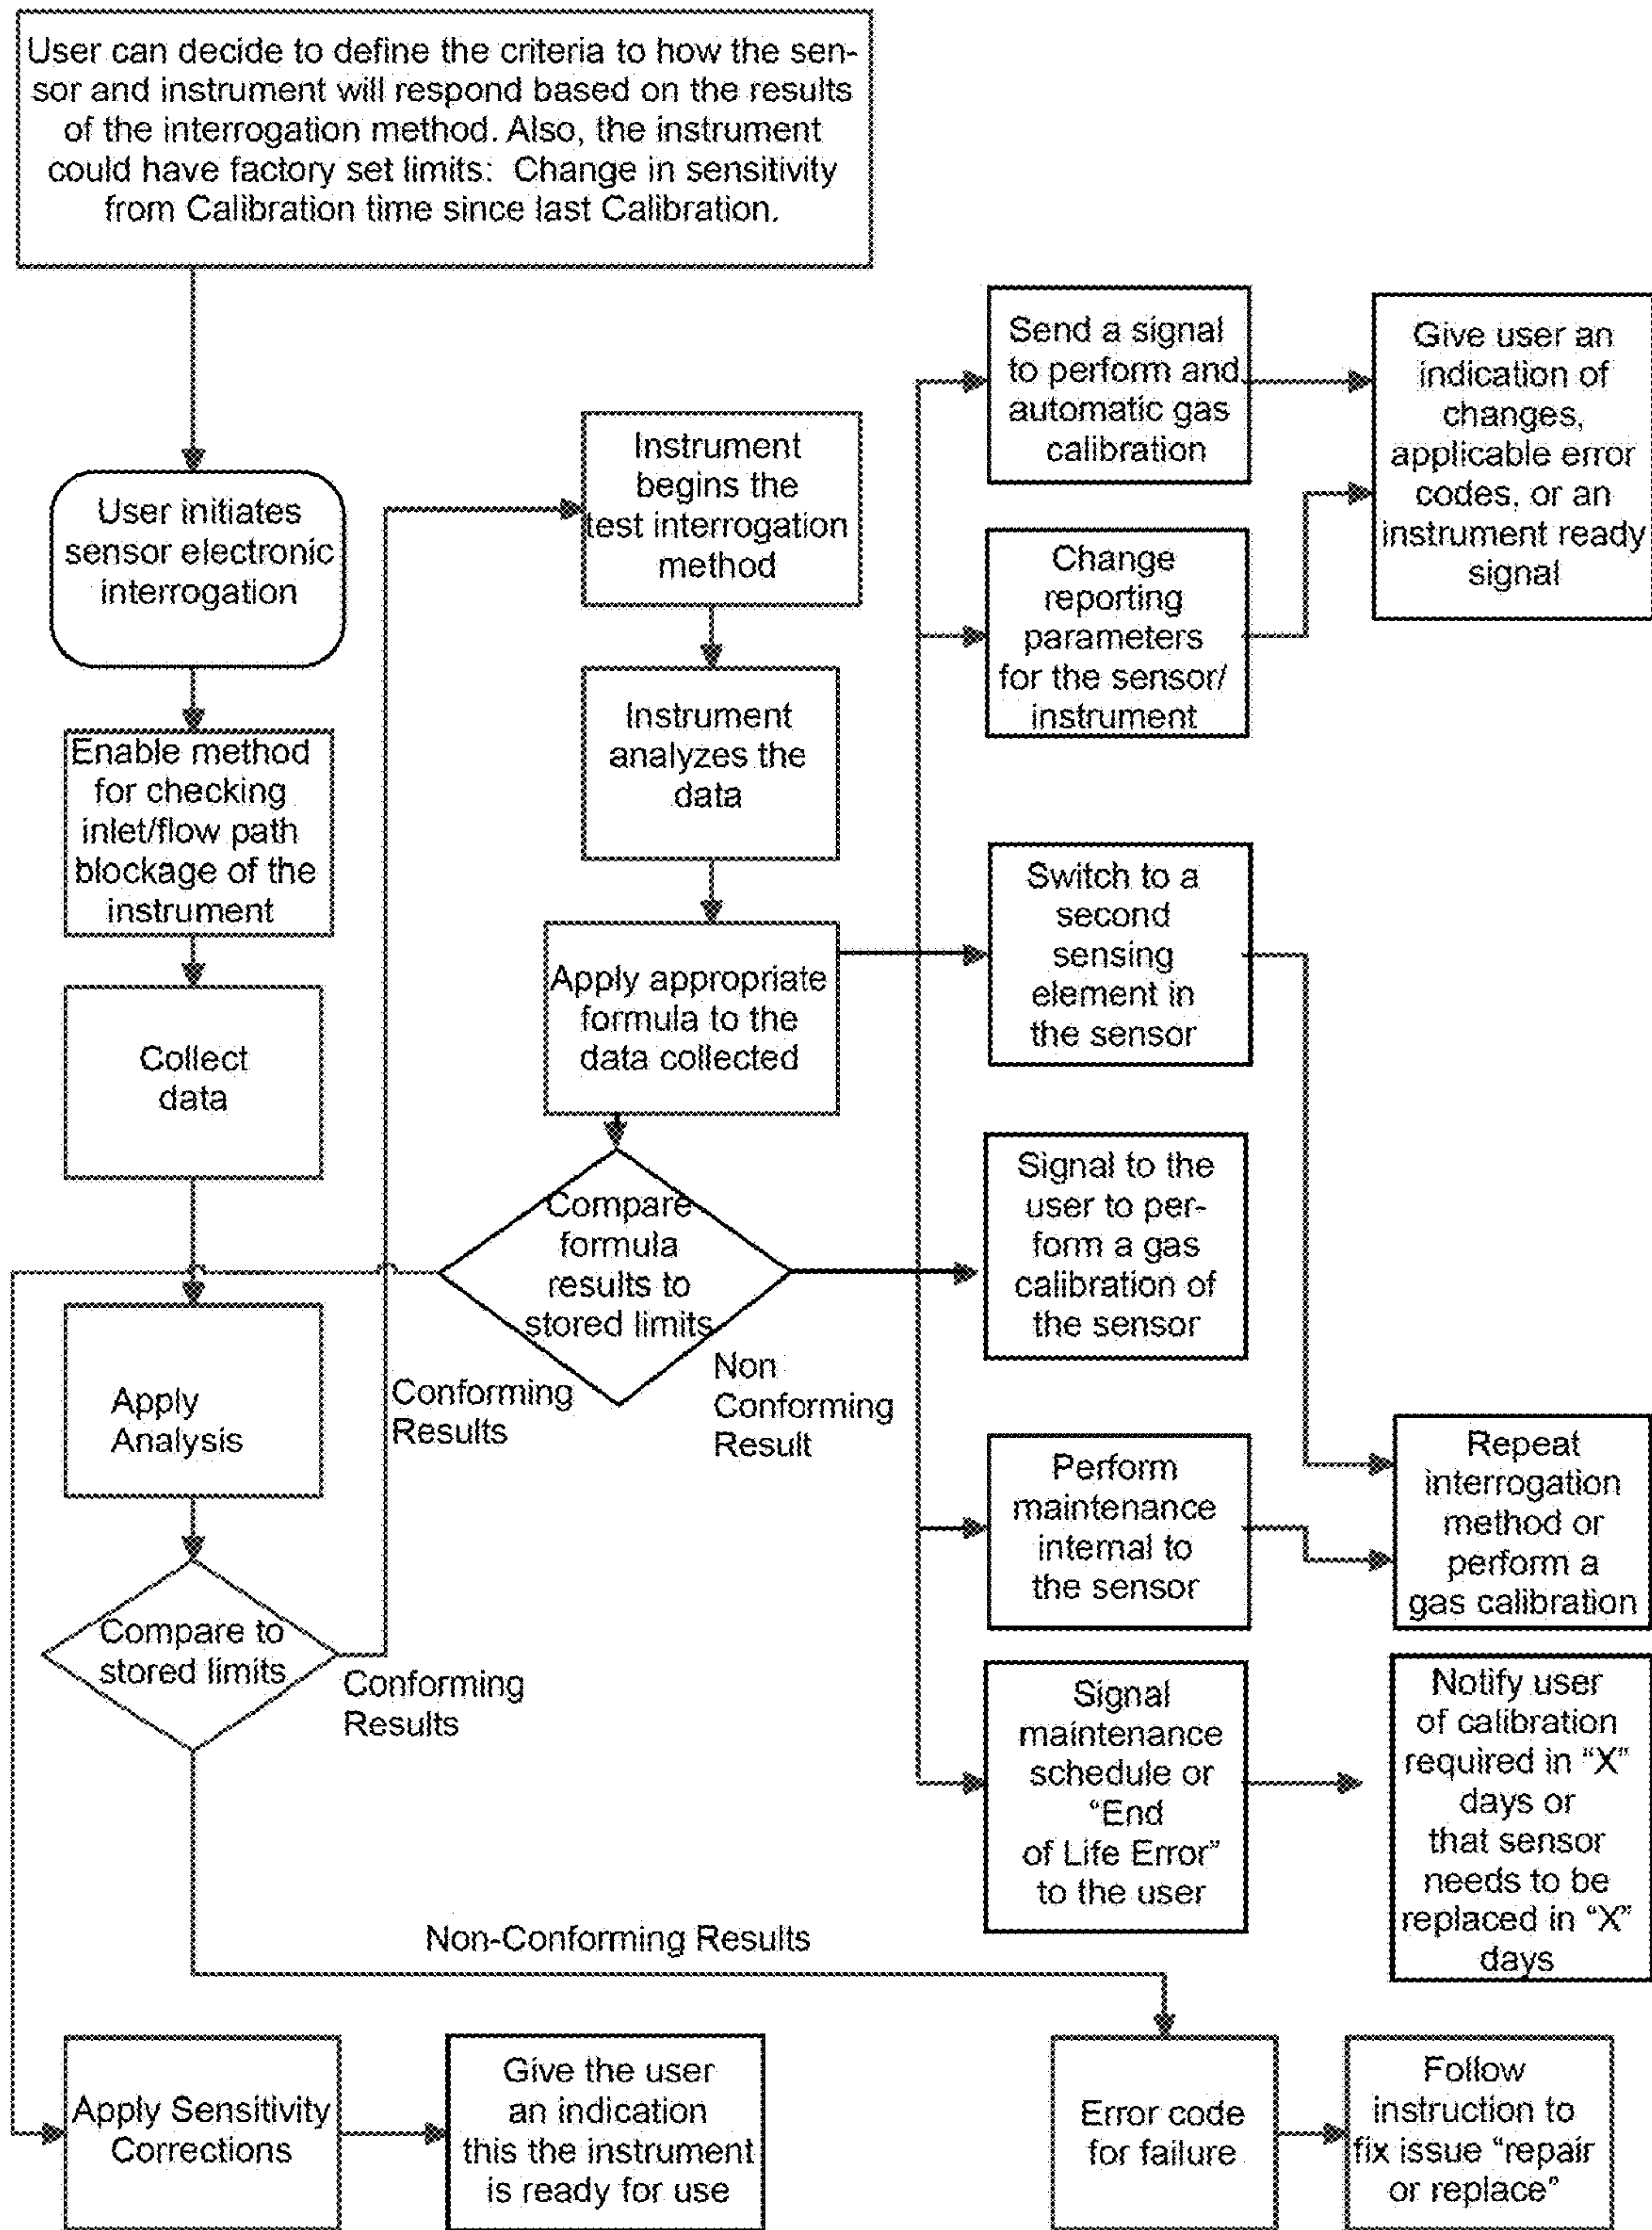 User can decide to define the criteria to how the sen-
sor and instrument will respond based on the results
of the interrogation method. Also, the instrument
could have factory set limits: Change in sensitivity
from Calibration time since last Calibration.
User initiates
sensor electronic
interrogation
Enable method
for checking
inlet/flow path
blockage of the
instrument
Collect
data
Apply
Analysis
Compare to
stored limits
Conforming
Results
Non-Conforming Results
Instrument
begins the
test interrogation
method
Instrument
analyzes the
data
Apply appropriate
formula to the
data collected
Compare
formula
results to
stored limits
Conforming
Results
Non
Conforming
Result
Send a signal
to perform and
automatic gas
calibration
Change
reporting
parameters
for the sensor/
instrument
Give user an
indication of
changes,
applicable error
codes, or an
instrument ready
signal
Switch to a
second
sensing
element in
the sensor
Signal to the
user to per-
form a gas
calibration of
the sensor
Perform
maintenance
internal to
the sensor
Repeat
interrogation
method or
perform a
gas calibration
Signal
maintenance
schedule or
“End
of Life Error”
to the user
Notify user
of calibration
required in “X”
days or
that sensor
needs to be
replaced in “X”
days
Apply Sensitivity
Corrections
Give the user
an indication
this the instrument
is ready for use
Error code
for failure
Follow
instruction to
fix issue “repair
or replace”